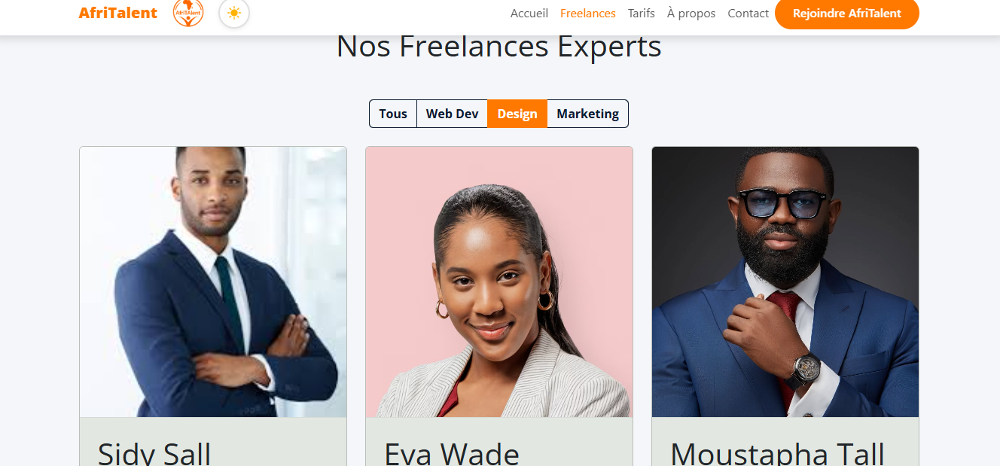 AfriTalent
AfriTAlent
Accueil
Freelances
Tarifs
À propos
Contact
Rejoindre AfriTalent
Nos Freelances Experts
Tous
Web Dev
Design
Marketing
Sidy Sall
Eva Wade
Moustapha Tall